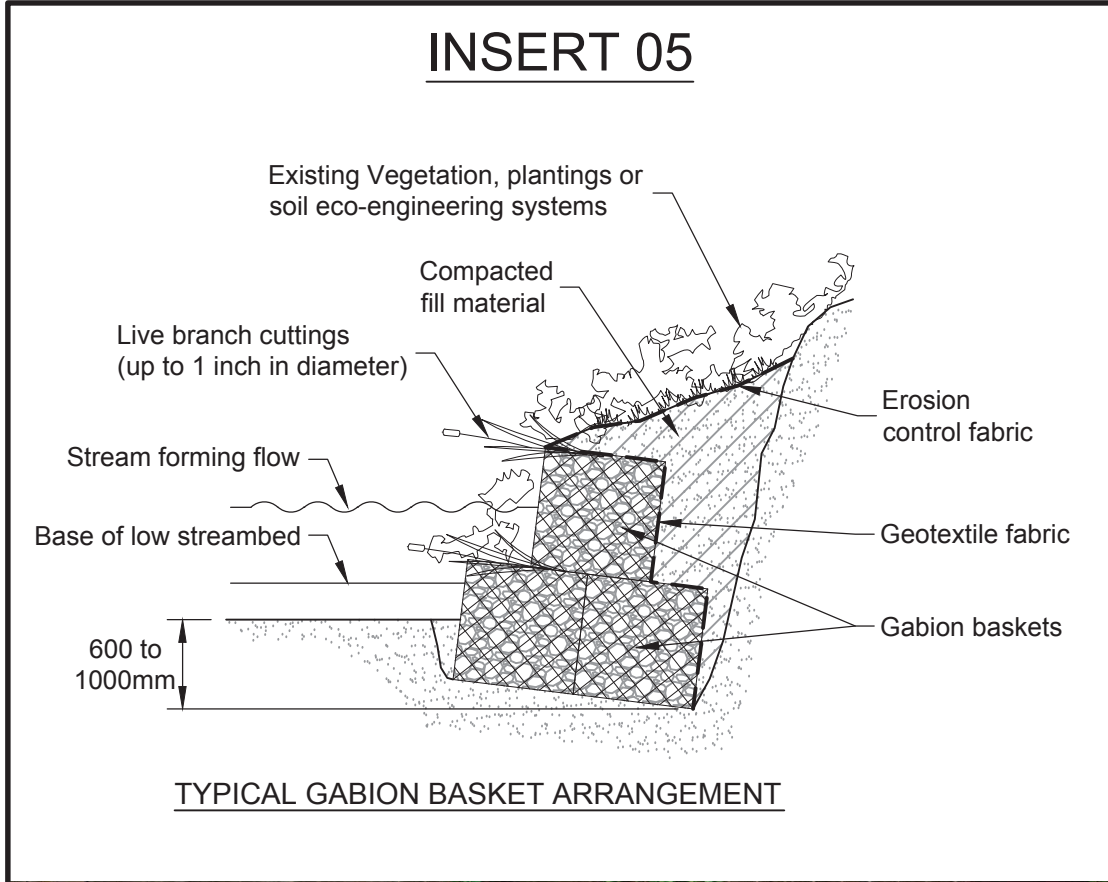 INSERT 05
Existing Vegetation, plantings or
soil eco-engineering systems
Compacted
fill material
Live branch cuttings
(up to 1 inch in diameter)
Erosion
control fabric
Stream forming flow
Base of low streambed
Geotextile fabric
Gabion baskets
600 to
1000mm
TYPICAL GABION BASKET ARRANGEMENT